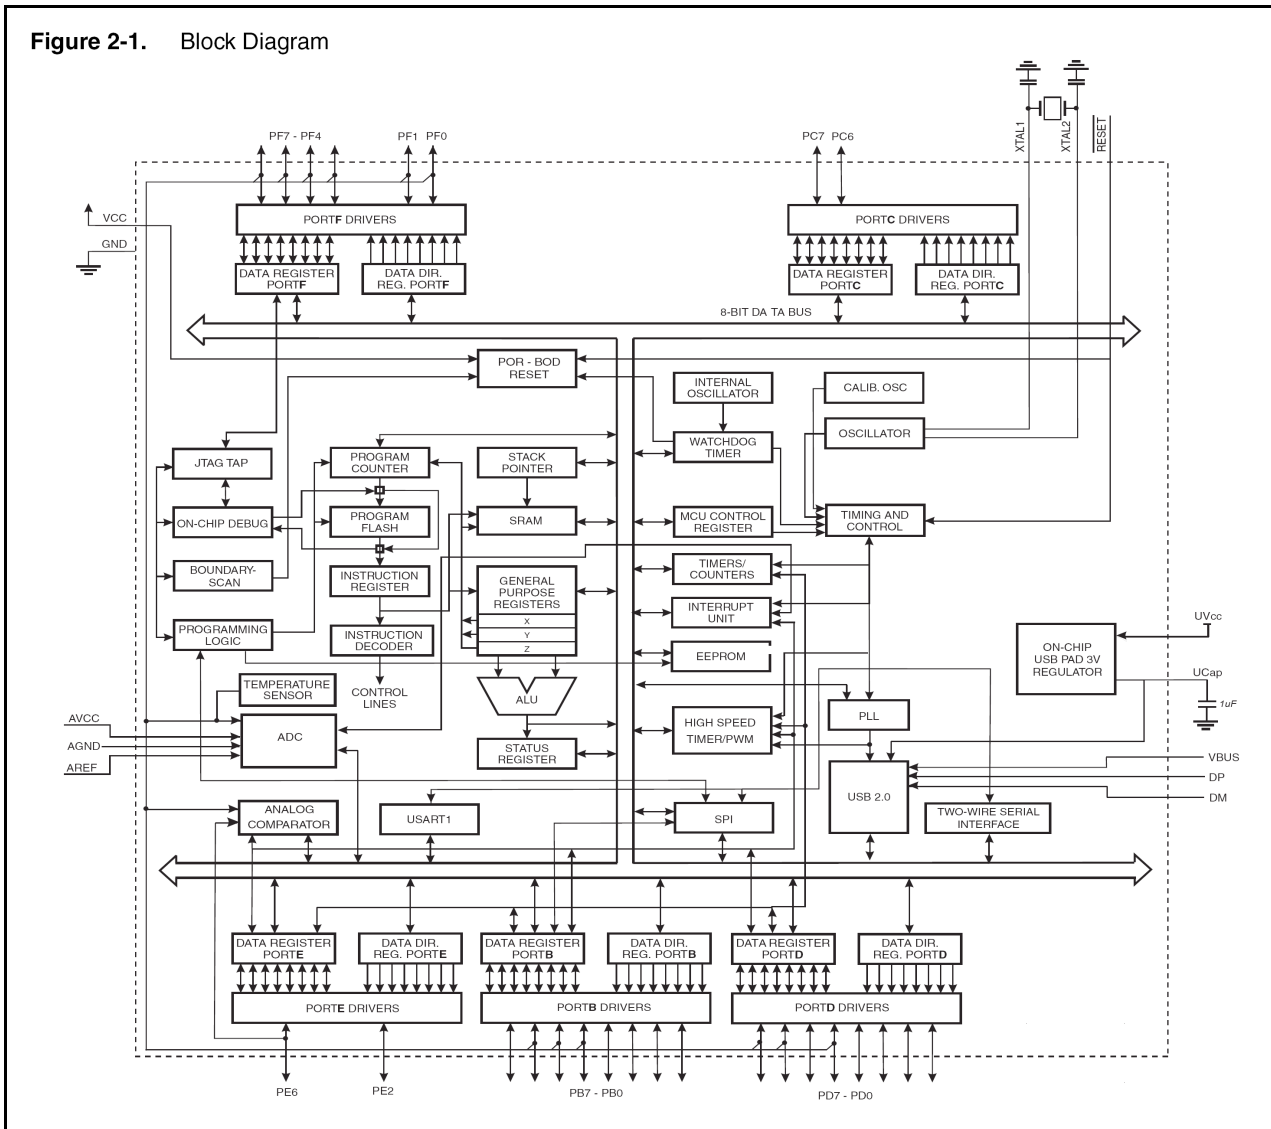 Figure 2-1. Block Diagram
PF7 - PF4
PF1
PF0
PC7
PC6
XTAL1
XTAL2
RESET
VCC
GND
PORTF DRIVERS
PORTC DRIVERS
DATA REGISTER
PORTF
DATA DIR.
REG. PORTF
DATA REGISTER
PORTC
DATA DIR.
REG. PORTC
8-BIT DA TA BUS
POR - BOD
RESET
INTERNAL
OSCILLATOR
CALIB. OSC
WATCHDOG
TIMER
OSCILLATOR
JTAG TAP
PROGRAM
COUNTER
STACK
POINTER
ON-CHIP DEBUG
PROGRAM
FLASH
SRAM
MCU CONTROL
REGISTER
TIMING AND
CONTROL
BOUNDARY-
SCAN
INSTRUCTION
REGISTER
GENERAL
PURPOSE
REGISTERS
X
Y
Z
TIMERS/
COUNTERS
INTERRUPT
UNIT
PROGRAMMING
LOGIC
INSTRUCTION
DECODER
EEPROM
ON-CHIP
USB PAD 3V
REGULATOR
UVcc
UCap
1uF
TEMPERATURE
SENSOR
CONTROL
LINES
ALU
PLL
AVCC
AGND
AREF
ADC
HIGH SPEED
TIMER/PWM
STATUS
REGISTER
VBUS
DP
DM
USB 2.0
ANALOG
COMPARATOR
USART1
SPI
TWO-WIRE SERIAL
INTERFACE
DATA REGISTER
PORTE
DATA DIR.
REG. PORTE
DATA REGISTER
PORTB
DATA DIR.
REG. PORTB
DATA REGISTER
PORTD
DATA DIR.
REG. PORTD
PORTE DRIVERS
PORTB DRIVERS
PORTD DRIVERS
PE6
PE2
PB7 - PB0
PD7 - PD0